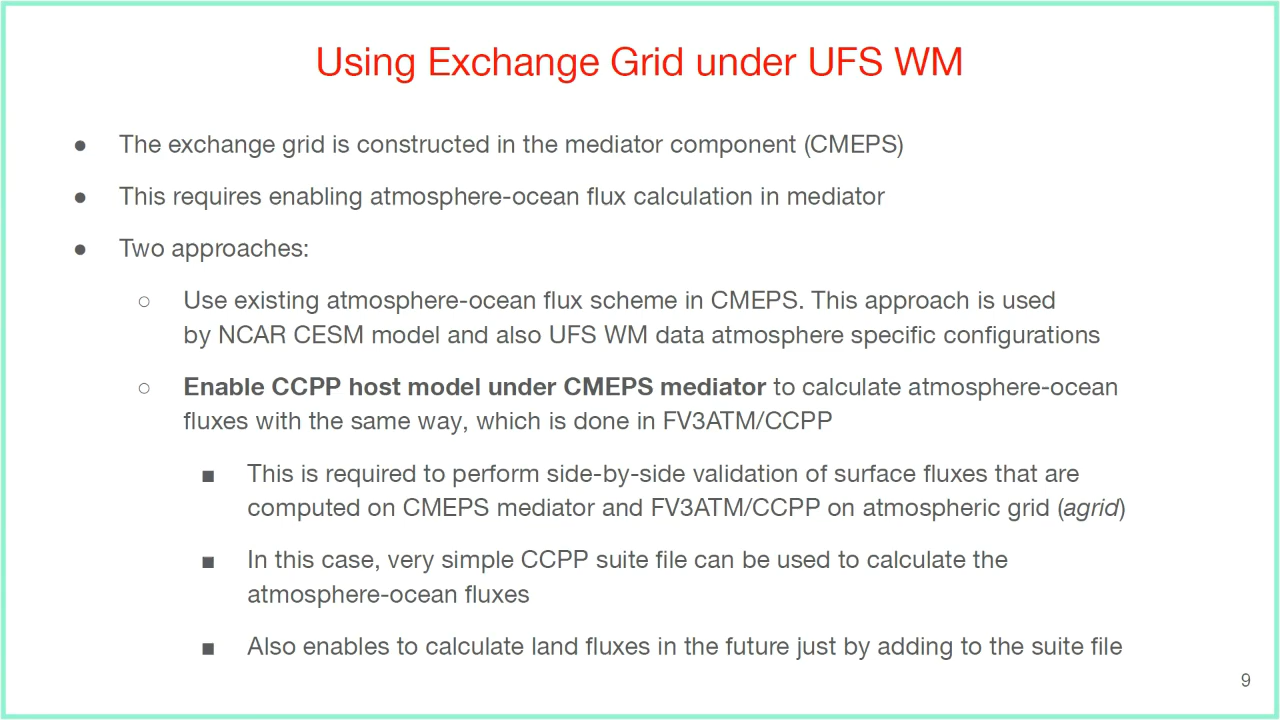 Using Exchange Grid under UFS WM
● The exchange grid is constructed in the mediator component (CMEPS)
● This requires enabling atmosphere-ocean flux calculation in mediator
● Two approaches:
○ Use existing atmosphere-ocean flux scheme in CMEPS. This approach is used
by NCAR CESM model and also UFS WM data atmosphere specific configurations
○ Enable CCPP host model under CMEPS mediator to calculate atmosphere-ocean
fluxes with the same way, which is done in FV3ATM/CCPP
■ This is required to perform side-by-side validation of surface fluxes that are
computed on CMEPS mediator and FV3ATM/CCPP on atmospheric grid (agrid)
■ In this case, very simple CCPP suite file can be used to calculate the
atmosphere-ocean fluxes
■ Also enables to calculate land fluxes in the future just by adding to the suite file
9